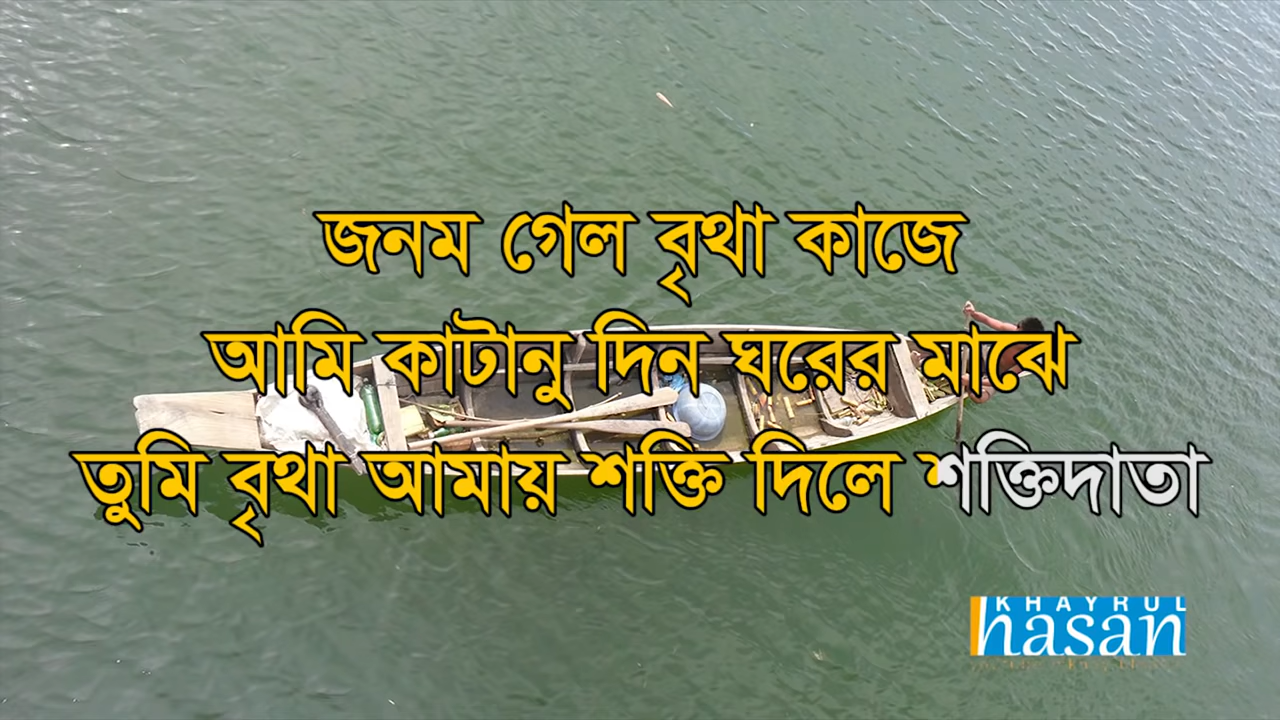 জনম গেল বৃথা কাজে
আমি কাটানু দিন ঘরের মাঝে
তুমি বৃথা আমায় শক্তি দিলে শক্তিদাতা
KHAYRUL
hasan